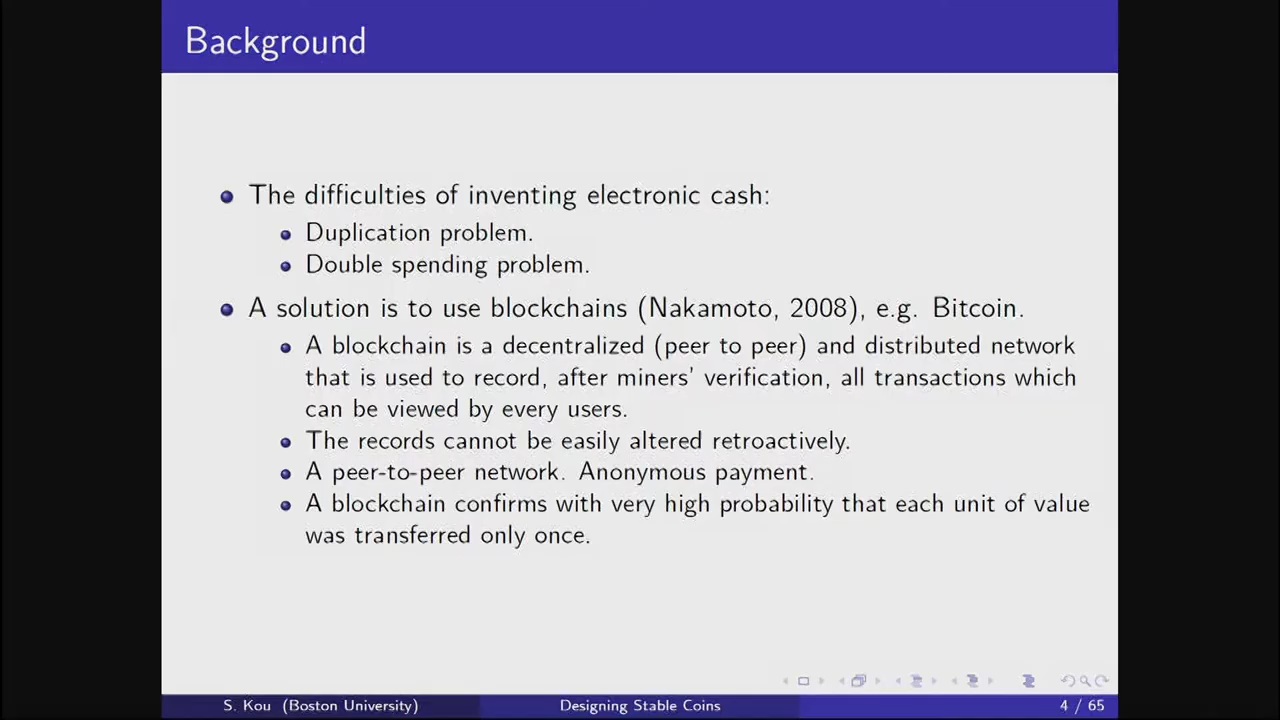 Background
The difficulties of inventing electronic cash:
Duplication problem.
Double spending problem.
A solution is to use blockchains (Nakamoto, 2008), e.g. Bitcoin.
A blockchain is a decentralized (peer to peer) and distributed network
that is used to record, after miners' verification, all transactions which
can be viewed by every users.
The records cannot be easily altered retroactively.
A peer-to-peer network. Anonymous payment.
A blockchain confirms with very high probability that each unit of value
was transferred only once.
S. Kou (Boston University) Designing Stable Coins 4 / 65